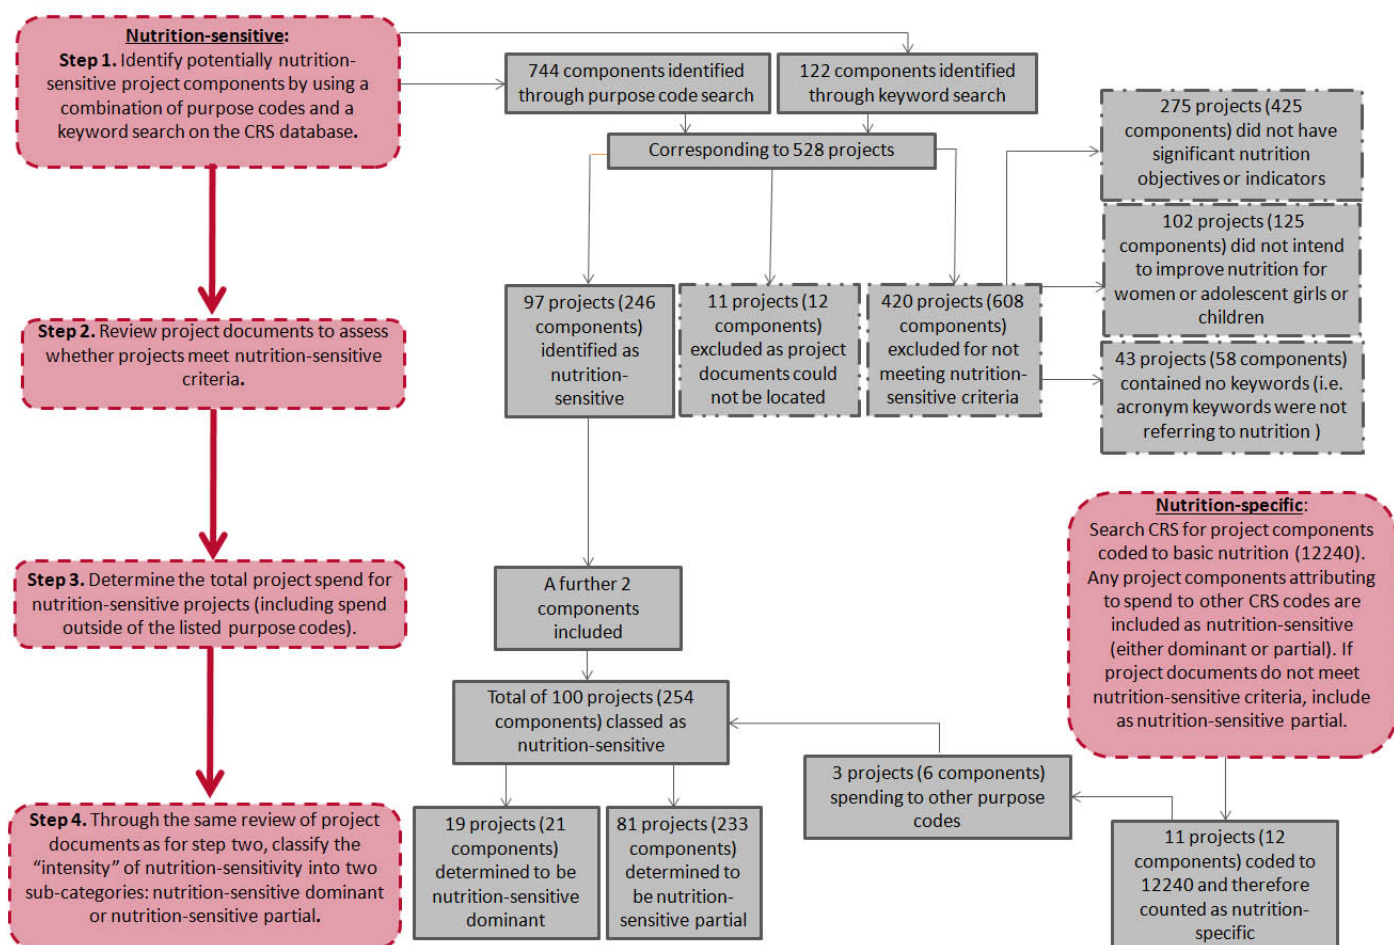 Nutrition-sensitive:
Step 1. Identify potentially nutrition-
sensitive project components by using a
combination of purpose codes and a
keyword search on the CRS database.
744 components identified
through purpose code search
122 components identified
through keyword search
Corresponding to 528 projects
275 projects (425
components) did not have
significant nutrition
objectives or indicators
102 projects (125
components) did not intend
to improve nutrition for
women or adolescent girls or
children
43 projects (58 components)
contained no keywords (i.e.
acronym keywords were not
referring to nutrition )
Step 2. Review project documents to assess
whether projects meet nutrition-sensitive
criteria.
97 projects (246
components)
identified as
nutrition-
sensitive
11 projects (12
components)
excluded as project
documents could
not be located
420 projects (608
components)
excluded for not
meeting nutrition-
sensitive criteria
Nutrition-specific:
Search CRS for project components
coded to basic nutrition (12240).
Any project components attributing
to spend to other CRS codes are
included as nutrition-sensitive
(either dominant or partial). If
project documents do not meet
nutrition-sensitive criteria, include
as nutrition-sensitive partial.
Step 3. Determine the total project spend for
nutrition-sensitive projects (including spend
outside of the listed purpose codes).
A further 2
components
included
Total of 100 projects (254
components) classed as
nutrition-sensitive
3 projects (6 components)
spending to other purpose
codes
Step 4. Through the same review of project
documents as for step two, classify the
“intensity” of nutrition-sensitivity into two
sub-categories: nutrition-sensitive dominant
or nutrition-sensitive partial.
19 projects (21
components)
determined to be
nutrition-sensitive
dominant
81 projects (233
components)
determined to
be nutrition-
sensitive partial
11 projects (12
components) coded to
12240 and therefore
counted as nutrition-
specific